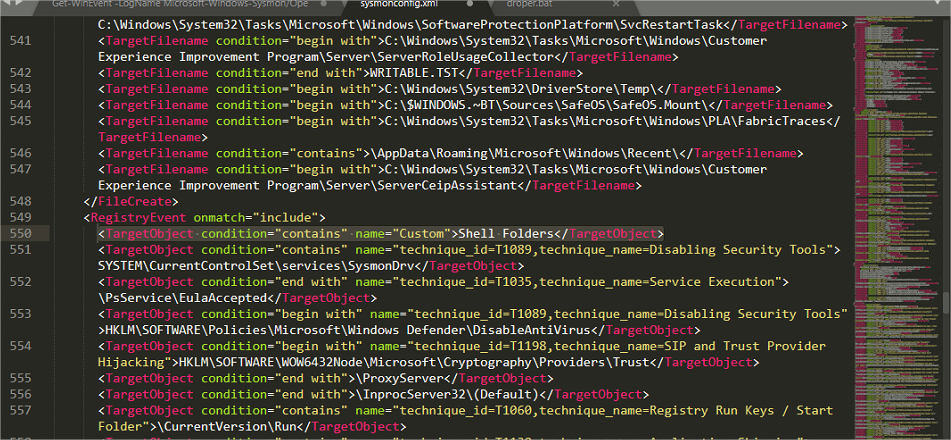 Get-WinEvent -LogName Microsoft-Windows-Sysmon/Ope
sysmonconfig.xml
droper.bat
C:\Windows\System32\Tasks\Microsoft\Windows\SoftwareProtectionPlatform\SvcRestartTask</TargetFilename>
541 <TargetFilename condition="begin with">C:\Windows\System32\Tasks\Microsoft\Windows\Customer
Experience Improvement Program\Server\ServerRoleUsageCollector</TargetFilename>
542 <TargetFilename condition="end with">WRITABLE.TST</TargetFilename>
543 <TargetFilename condition="begin with">C:\Windows\System32\DriverStore\Temp\</TargetFilename>
544 <TargetFilename condition="begin with">C:\$WINDOWS.~BT\Sources\SafeOS\SafeOS.Mount\</TargetFilename>
545 <TargetFilename condition="begin with">C:\Windows\System32\Tasks\Microsoft\Windows\PLA\FabricTraces</
TargetFilename>
546 <TargetFilename condition="contains">\AppData\Roaming\Microsoft\Windows\Recent\</TargetFilename>
547 <TargetFilename condition="begin with">C:\Windows\System32\Tasks\Microsoft\Windows\Customer
Experience Improvement Program\Server\ServerCeipAssistant</TargetFilename>
548 </FileCreate>
549 <RegistryEvent onmatch="include">
550 <TargetObject condition="contains" name="Custom">Shell Folders</TargetObject>
551 <TargetObject condition="contains" name="technique_id=T1089,technique_name=Disabling Security Tools">
SYSTEM\CurrentControlSet\services\SysmonDrv</TargetObject>
552 <TargetObject condition="end with" name="technique_id=T1035,technique_name=Service Execution">
\PsService\EulaAccepted</TargetObject>
553 <TargetObject condition="begin with" name="technique_id=T1089,technique_name=Disabling Security Tools"
>HKLM\SOFTWARE\Policies\Microsoft\Windows Defender\DisableAntiVirus</TargetObject>
554 <TargetObject condition="begin with" name="technique_id=T1198,technique_name=SIP and Trust Provider
Hijacking">HKLM\SOFTWARE\WOW6432Node\Microsoft\Cryptography\Providers\Trust</TargetObject>
555 <TargetObject condition="end with">\ProxyServer</TargetObject>
556 <TargetObject condition="end with">\InprocServer32\(Default)</TargetObject>
557 <TargetObject condition="contains" name="technique_id=T1060,technique_name=Registry Run Keys / Start
Folder">\CurrentVersion\Run</TargetObject>